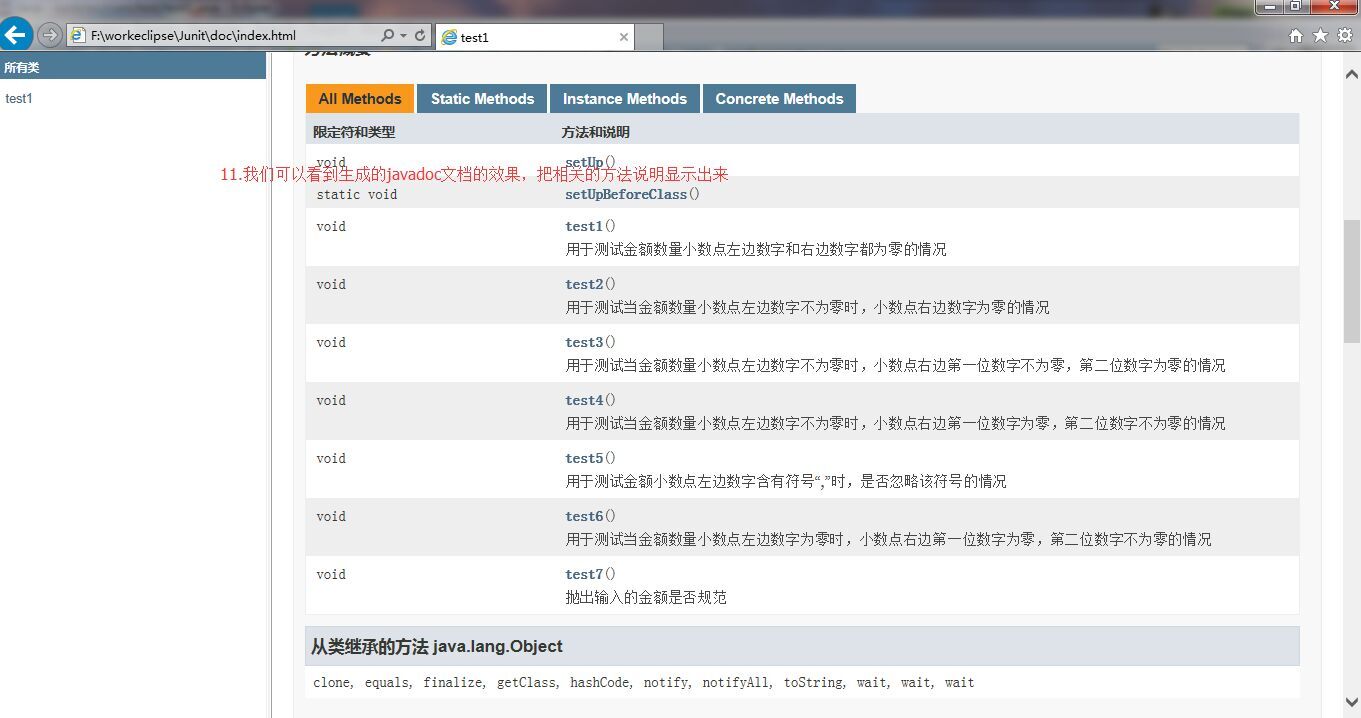 F:\workeclipse\Junit\doc\index.html
test1
所有类
test1
方法概要
All Methods Static Methods Instance Methods Concrete Methods
限定符和类型 方法和说明
void setUp()
11.我们可以看到生成的javadoc文档的效果，把相关的方法说明显示出来
static void setUpBeforeClass()
void test1()
用于测试金额数量小数点左边数字和右边数字都为零的情况
void test2()
用于测试当金额数量小数点左边数字不为零时，小数点右边数字为零的情况
void test3()
用于测试当金额数量小数点左边数字不为零时，小数点右边第一位数字不为零，第二位数字为零的情况
void test4()
用于测试当金额数量小数点左边数字不为零时，小数点右边第一位数字为零，第二位数字不为零的情况
void test5()
用于测试金额小数点左边数字含有符号“,”时，是否忽略该符号的情况
void test6()
用于测试当金额数量小数点左边数字为零时，小数点右边第一位数字为零，第二位数字不为零的情况
void test7()
抛出输入的金额是否规范
从类继承的方法 java.lang.Object
clone, equals, finalize, getClass, hashCode, notify, notifyAll, toString, wait, wait, wait